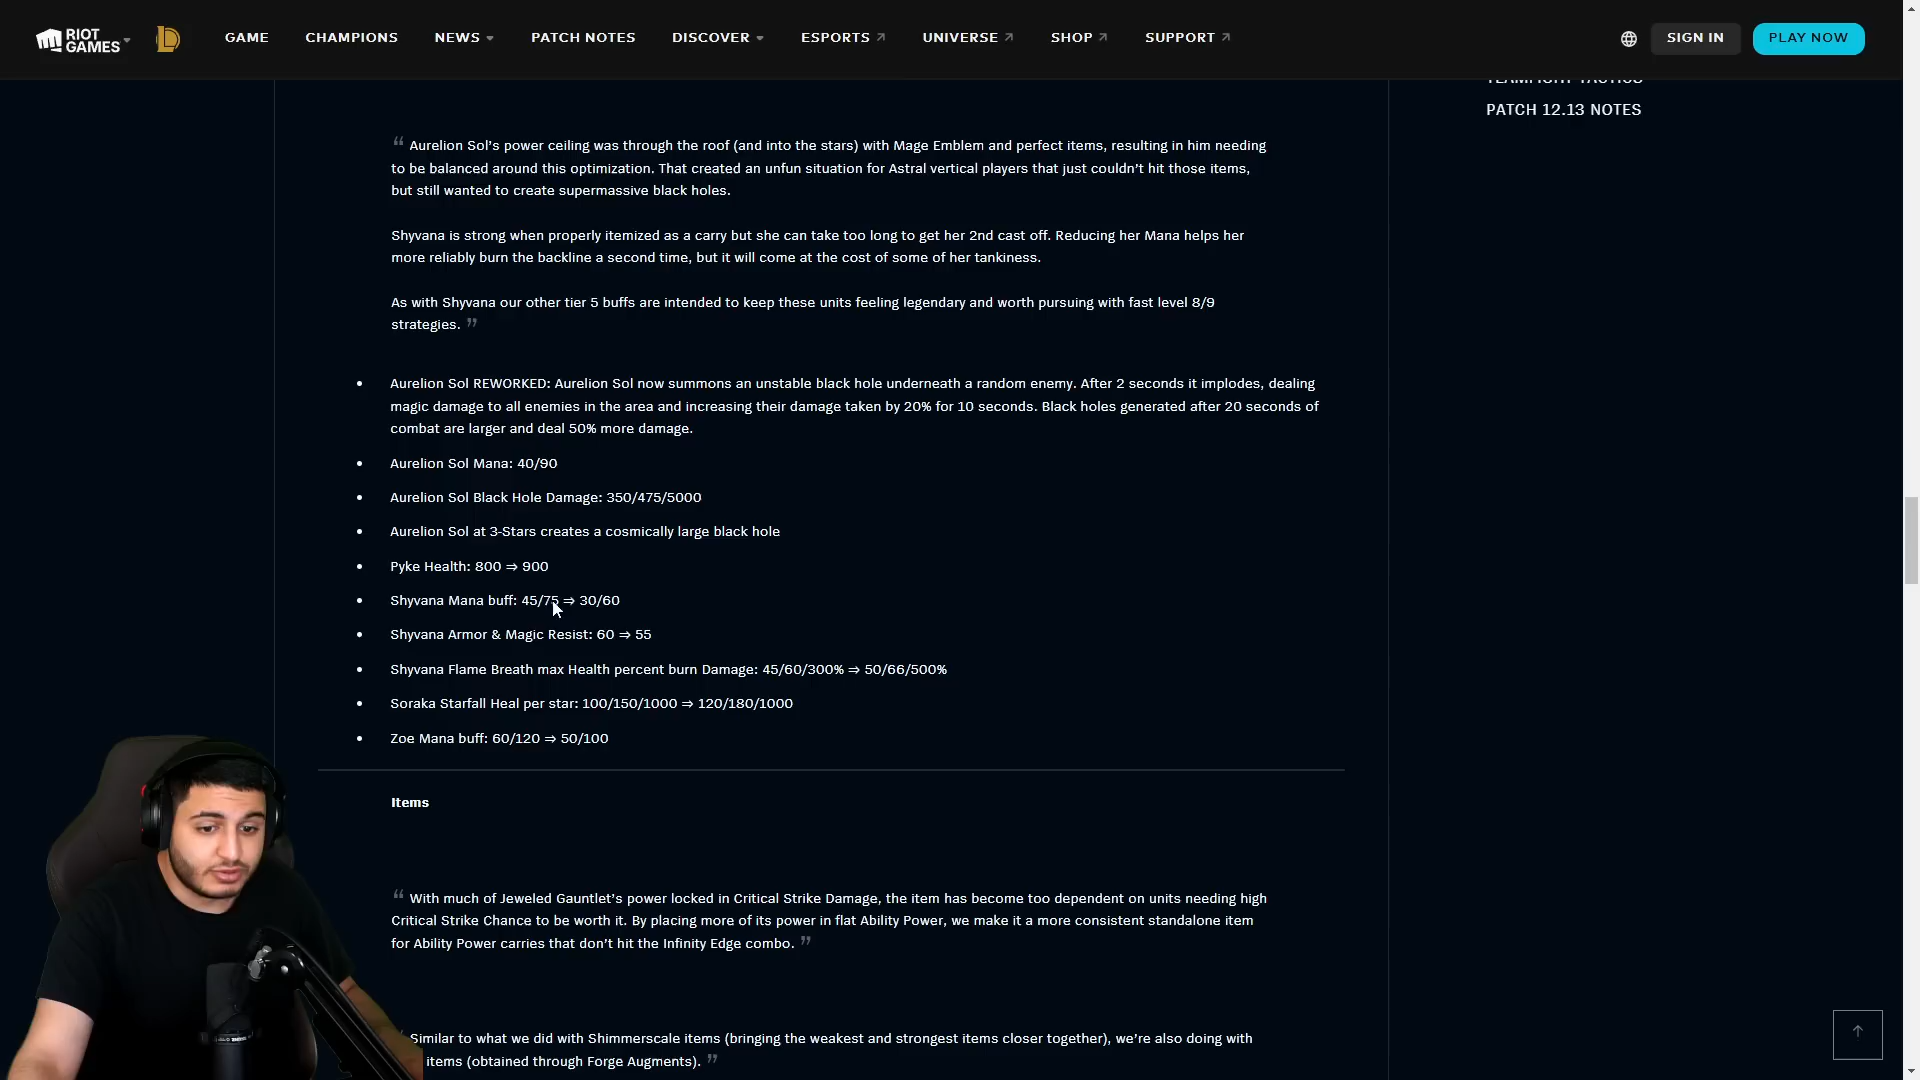 RIOT GAMES
GAME
CHAMPIONS
NEWS
PATCH NOTES
DISCOVER
ESPORTS
UNIVERSE
SHOP
SUPPORT
SIGN IN
PLAY NOW
TEAMFIGHT TACTICS
PATCH 12.13 NOTES
“ Aurelion Sol’s power ceiling was through the roof (and into the stars) with Mage Emblem and perfect items, resulting in him needing
to be balanced around this optimization. That created an unfun situation for Astral vertical players that just couldn’t hit those items,
but still wanted to create supermassive black holes.
Shyvana is strong when properly itemized as a carry but she can take too long to get her 2nd cast off. Reducing her Mana helps her
more reliably burn the backline a second time, but it will come at the cost of some of her tankiness.
As with Shyvana our other tier 5 buffs are intended to keep these units feeling legendary and worth pursuing with fast level 8/9
strategies. ”
• Aurelion Sol REWORKED: Aurelion Sol now summons an unstable black hole underneath a random enemy. After 2 seconds it implodes, dealing
magic damage to all enemies in the area and increasing their damage taken by 20% for 10 seconds. Black holes generated after 20 seconds of
combat are larger and deal 50% more damage.
• Aurelion Sol Mana: 40/90
• Aurelion Sol Black Hole Damage: 350/475/5000
• Aurelion Sol at 3-Stars creates a cosmically large black hole
• Pyke Health: 800 ⇒ 900
• Shyvana Mana buff: 45/75 ⇒ 30/60
• Shyvana Armor & Magic Resist: 60 ⇒ 55
• Shyvana Flame Breath max Health percent burn Damage: 45/60/300% ⇒ 50/66/500%
• Soraka Starfall Heal per star: 100/150/1000 ⇒ 120/180/1000
• Zoe Mana buff: 60/120 ⇒ 50/100
Items
“ With much of Jeweled Gauntlet’s power locked in Critical Strike Damage, the item has become too dependent on units needing high
Critical Strike Chance to be worth it. By placing more of its power in flat Ability Power, we make it a more consistent standalone item
for Ability Power carries that don’t hit the Infinity Edge combo. ”
Similar to what we did with Shimmerscale items (bringing the weakest and strongest items closer together), we’re also doing with
items (obtained through Forge Augments). ”